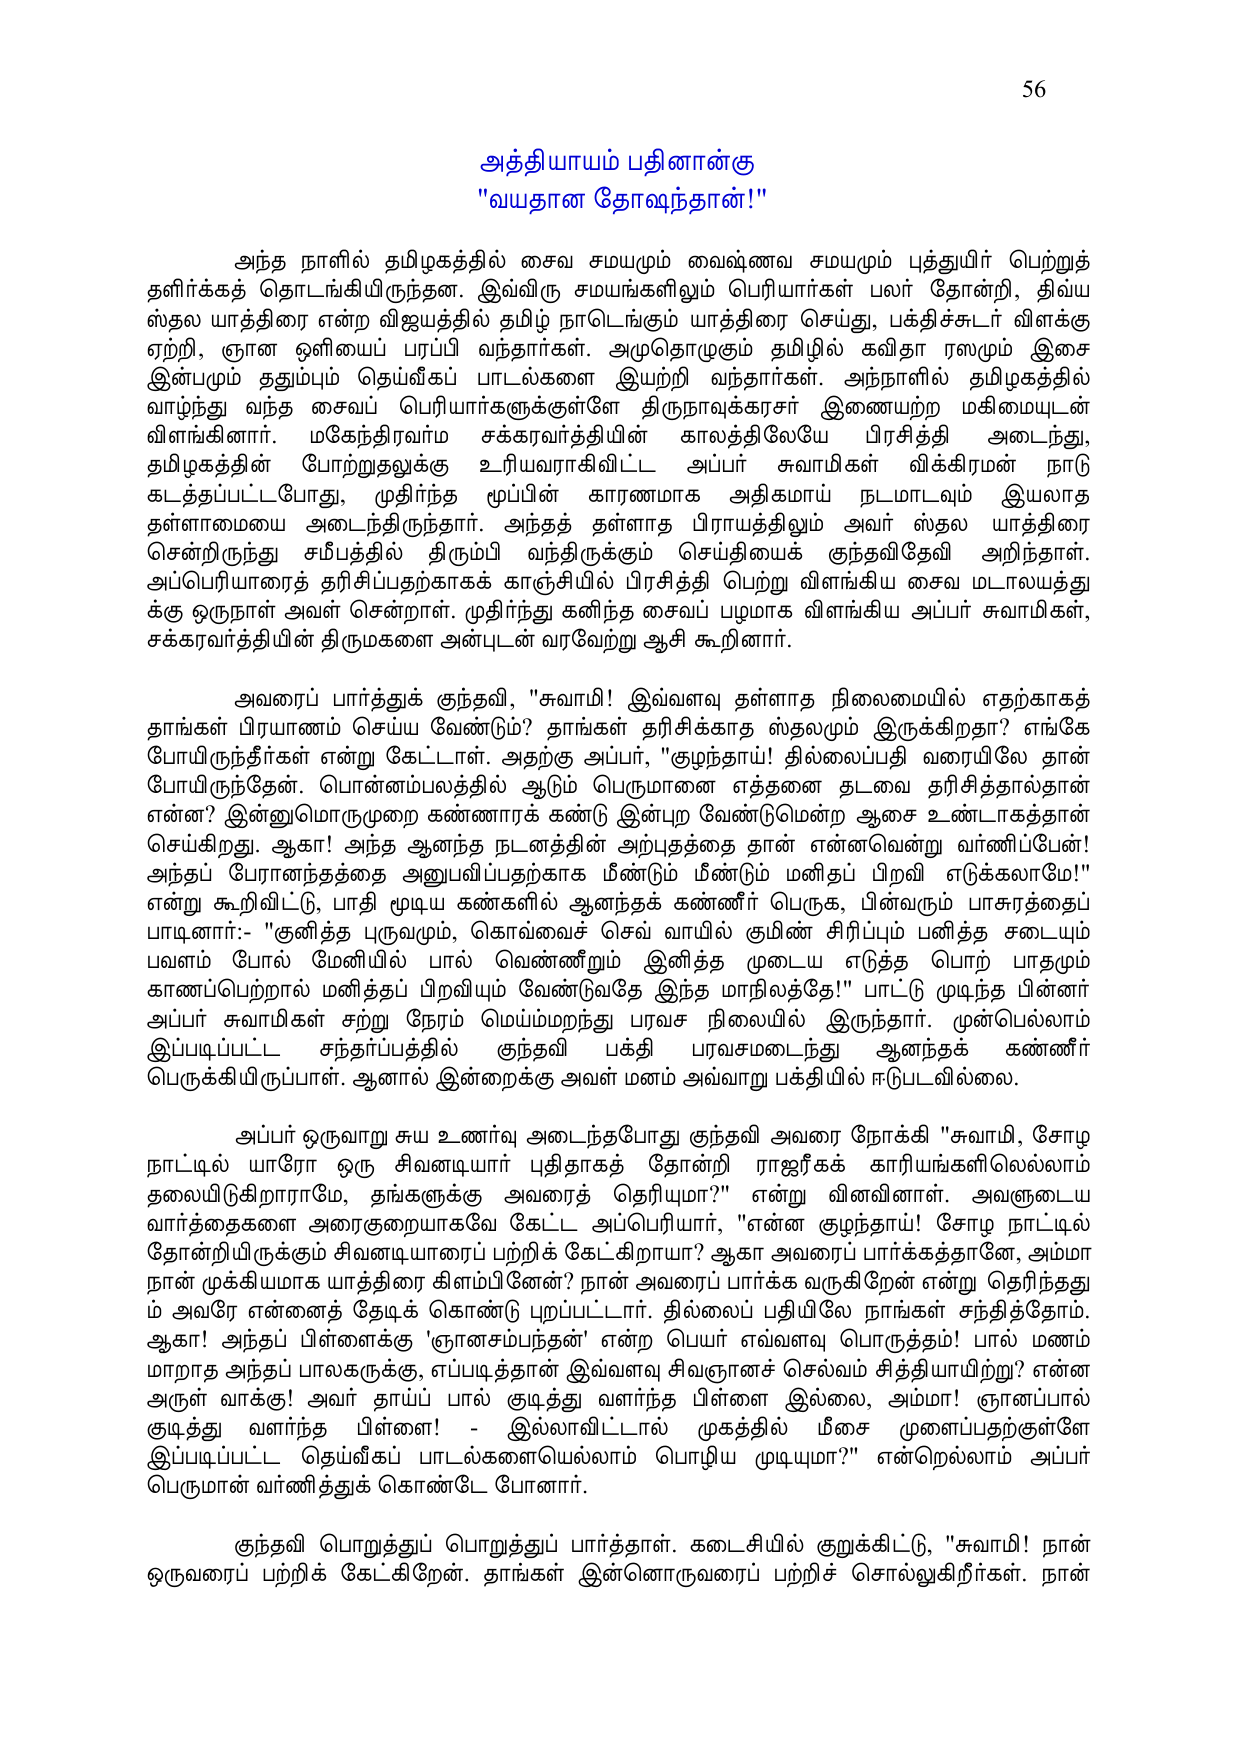 56
அத்தியாயம் பதினான்கு
"வயதான தோஷந்தான்!"
அந்த நாளில் தமிழகத்தில் சைவ சமயமும் வைஷ்ணவ சமயமும் புத்துயிர் பெற்றுத்
தளிர்க்கத் தொடங்கியிருந்தன. இவ்விரு சமயங்களிலும் பெரியார்கள் பலர் தோன்றி, திவ்ய
ஸ்தல யாத்திரை என்ற விஜயத்தில் தமிழ் நாடெங்கும் யாத்திரை செய்து, பக்திச்சுடர் விளக்கு
ஏற்றி, ஞான ஒளியைப் பரப்பி வந்தார்கள். அமுதொழுகும் தமிழில் கவிதா ரஸமும் இசை
இன்பமும் ததும்பும் தெய்வீகப் பாடல்களை இயற்றி வந்தார்கள். அந்நாளில் தமிழகத்தில்
வாழ்ந்து வந்த சைவப் பெரியார்களுக்குள்ளே திருநாவுக்கரசர் இணையற்ற மகிமையுடன்
விளங்கினார். மகேந்திரவர்ம சக்கரவர்த்தியின் காலத்திலேயே பிரசித்தி அடைந்து,
தமிழகத்தின் போற்றுதலுக்கு உரியவராகிவிட்ட அப்பர் சுவாமிகள் விக்கிரமன் நாடு
கடத்தப்பட்டபோது, முதிர்ந்த மூப்பின் காரணமாக அதிகமாய் நடமாடவும் இயலாத
தள்ளாமையை அடைந்திருந்தார். அந்தத் தள்ளாத பிராயத்திலும் அவர் ஸ்தல யாத்திரை
சென்றிருந்து சமீபத்தில் திரும்பி வந்திருக்கும் செய்தியைக் குந்தவிதேவி அறிந்தாள்.
அப்பெரியாரைத் தரிசிப்பதற்காகக் காஞ்சியில் பிரசித்தி பெற்று விளங்கிய சைவ மடாலயத்து
க்கு ஒருநாள் அவள் சென்றாள். முதிர்ந்து கனிந்த சைவப் பழமாக விளங்கிய அப்பர் சுவாமிகள்,
சக்கரவர்த்தியின் திருமகளை அன்புடன் வரவேற்று ஆசி கூறினார்.
அவரைப் பார்த்துக் குந்தவி, "சுவாமி! இவ்வளவு தள்ளாத நிலைமையில் எதற்காகத்
தாங்கள் பிரயாணம் செய்ய வேண்டும்? தாங்கள் தரிசிக்காத ஸ்தலமும் இருக்கிறதா? எங்கே
போயிருந்தீர்கள் என்று கேட்டாள். அதற்கு அப்பர், "குழந்தாய்! தில்லைப்பதி வரையிலே தான்
போயிருந்தேன். பொன்னம்பலத்தில் ஆடும் பெருமானை எத்தனை தடவை தரிசித்தால்தான்
என்ன? இன்னுமொருமுறை கண்ணாரக் கண்டு இன்புற வேண்டுமென்ற ஆசை உண்டாகத்தான்
செய்கிறது. ஆகா! அந்த ஆனந்த நடனத்தின் அற்புதத்தை தான் என்னவென்று வர்ணிப்பேன்!
அந்தப் பேரானந்தத்தை அனுபவிப்பதற்காக மீண்டும் மீண்டும் மனிதப் பிறவி எடுக்கலாமே!"
என்று கூறிவிட்டு, பாதி மூடிய கண்களில் ஆனந்தக் கண்ணீர் பெருக, பின்வரும் பாசுரத்தைப்
பாடினார்:- "குனித்த புருவமும், கொவ்வைச் செவ் வாயில் குமிண் சிரிப்பும் பனித்த சடையும்
பவளம் போல் மேனியில் பால் வெண்ணீறும் இனித்த முடைய எடுத்த பொற் பாதமும்
காணப்பெற்றால் மனித்தப் பிறவியும் வேண்டுவதே இந்த மாநிலத்தே!" பாட்டு முடிந்த பின்னர்
அப்பர் சுவாமிகள் சற்று நேரம் மெய்ம்மறந்து பரவச நிலையில் இருந்தார். முன்பெல்லாம்
இப்படிப்பட்ட சந்தர்ப்பத்தில் குந்தவி பக்தி பரவசமடைந்து ஆனந்தக் கண்ணீர்
பெருக்கியிருப்பாள். ஆனால் இன்றைக்கு அவள் மனம் அவ்வாறு பக்தியில் ஈடுபடவில்லை.
அப்பர் ஒருவாறு சுய உணர்வு அடைந்தபோது குந்தவி அவரை நோக்கி "சுவாமி, சோழ
நாட்டில் யாரோ ஒரு சிவனடியார் புதிதாகத் தோன்றி ராஜரீகக் காரியங்களிலெல்லாம்
தலையிடுகிறாராமே, தங்களுக்கு அவரைத் தெரியுமா?" என்று வினவினாள். அவளுடைய
வார்த்தைகளை அரைகுறையாகவே கேட்ட அப்பெரியார், "என்ன குழந்தாய்! சோழ நாட்டில்
தோன்றியிருக்கும் சிவனடியாரைப் பற்றிக் கேட்கிறாயா? ஆகா அவரைப் பார்க்கத்தானே, அம்மா
நான் முக்கியமாக யாத்திரை கிளம்பினேன்? நான் அவரைப் பார்க்க வருகிறேன் என்று தெரிந்தது
ம் அவரே என்னைத் தேடிக் கொண்டு புறப்பட்டார். தில்லைப் பதியிலே நாங்கள் சந்தித்தோம்.
ஆகா! அந்தப் பிள்ளைக்கு 'ஞானசம்பந்தன்' என்ற பெயர் எவ்வளவு பொருத்தம்! பால் மணம்
மாறாத அந்தப் பாலகருக்கு, எப்படித்தான் இவ்வளவு சிவஞானச் செல்வம் சித்தியாயிற்று? என்ன
அருள் வாக்கு! அவர் தாய்ப் பால் குடித்து வளர்ந்த பிள்ளை இல்லை, அம்மா! ஞானப்பால்
குடித்து வளர்ந்த பிள்ளை! - இல்லாவிட்டால் முகத்தில் மீசை முளைப்பதற்குள்ளே
இப்படிப்பட்ட தெய்வீகப் பாடல்களையெல்லாம் பொழிய முடியுமா?" என்றெல்லாம் அப்பர்
பெருமான் வர்ணித்துக் கொண்டே போனார்.
குந்தவி பொறுத்துப் பொறுத்துப் பார்த்தாள். கடைசியில் குறுக்கிட்டு, "சுவாமி! நான்
ஒருவரைப் பற்றிக் கேட்கிறேன். தாங்கள் இன்னொருவரைப் பற்றிச் சொல்லுகிறீர்கள். நான்